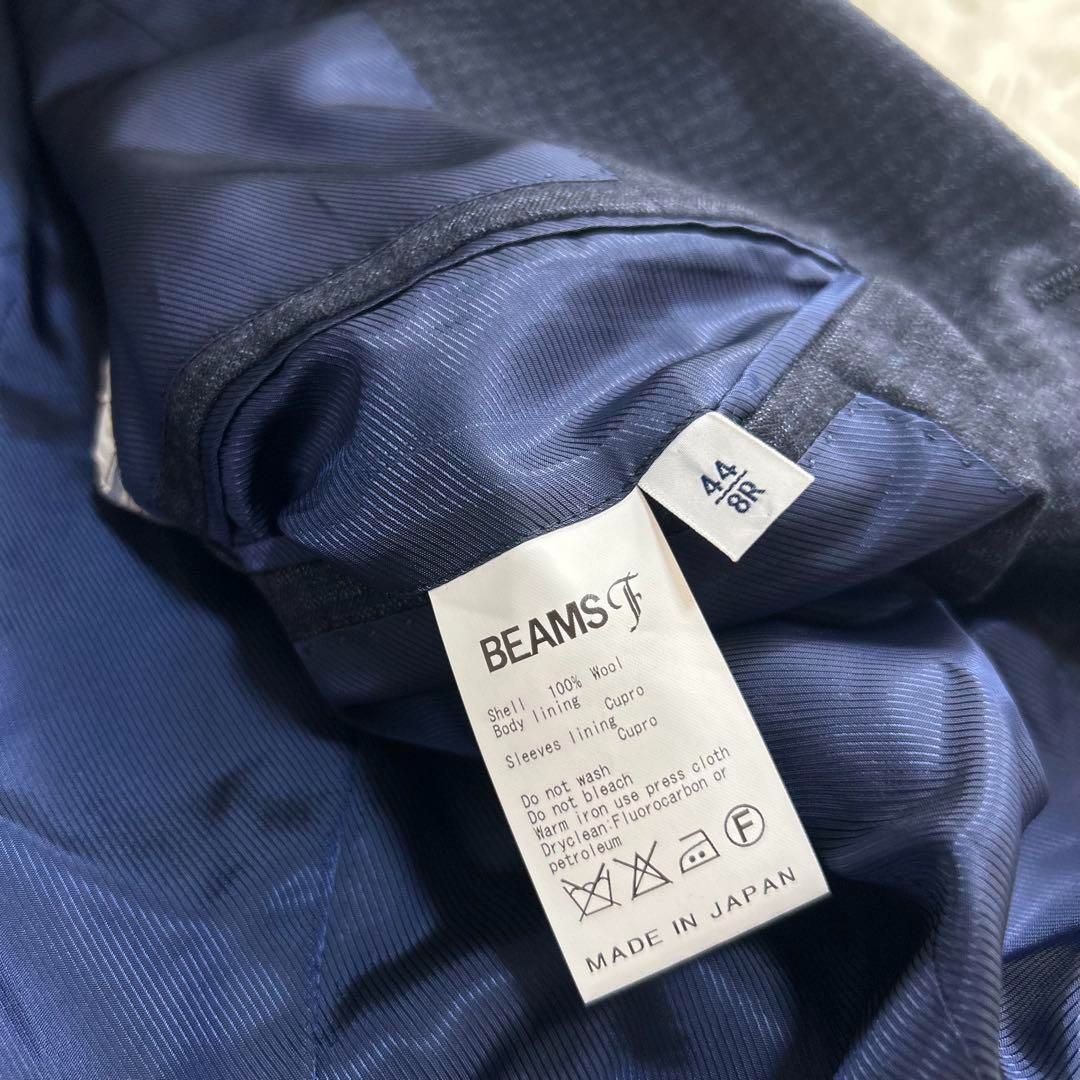 44
8R
BEAMS F
Shell 100% Wool
Body lining Cupro
Sleeves lining
Cupro
Do not wash
Do not bleach
Warm iron use press cloth
Dryclean:Fluorocarbon or
petroleum
F
MADE IN JAPAN